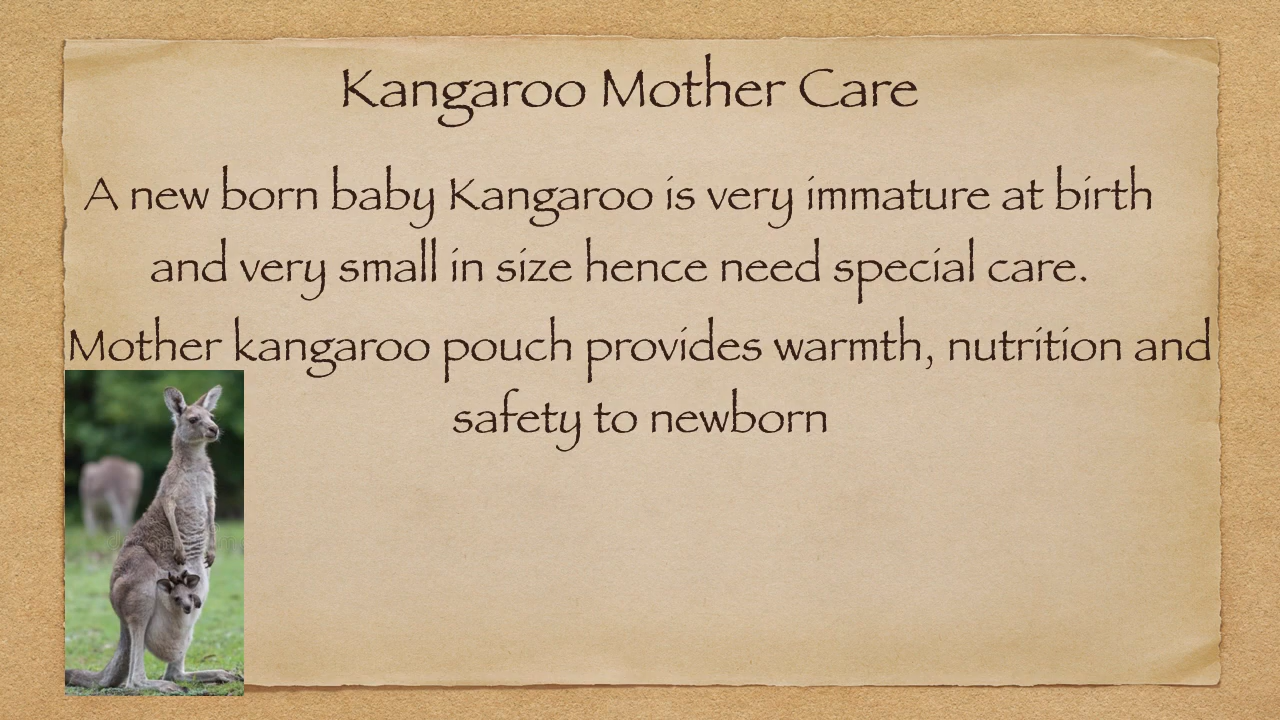 Kangaroo Mother Care
A new born baby Kangaroo is very immature at birth
and very small in size hence need special care.
Mother kangaroo pouch provides warmth, nutrition and
safety to newborn